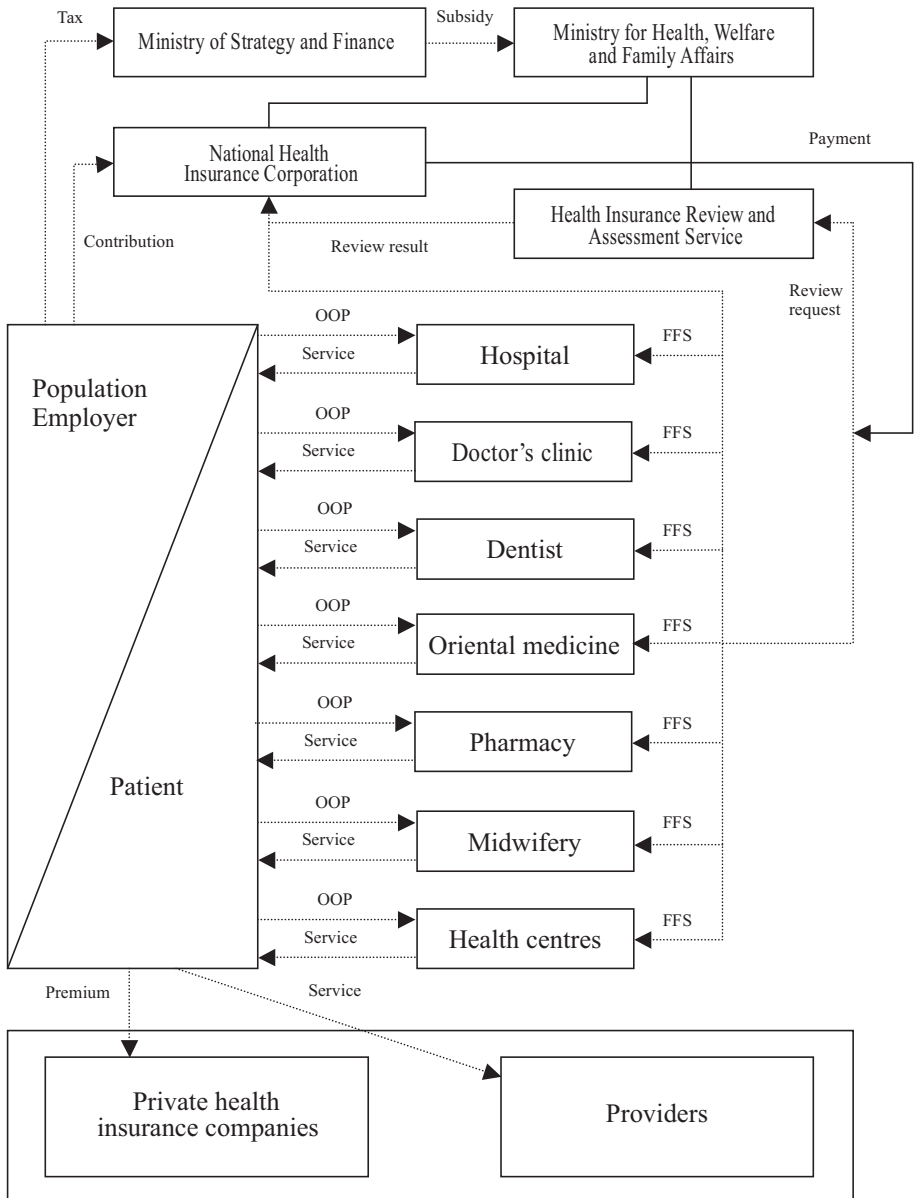 Tax
Ministry of Strategy and Finance
Subsidy
Ministry for Health, Welfare
and Family Affairs
National Health
Insurance Corporation
Payment
Contribution
Review result
Health Insurance Review and
Assessment Service
Review
request
Population
Employer
Patient
OOP
Service
Hospital
FFS
OOP
Service
Doctor's clinic
FFS
OOP
Service
Dentist
FFS
OOP
Service
Oriental medicine
FFS
OOP
Service
Pharmacy
FFS
OOP
Service
Midwifery
FFS
OOP
Service
Health centres
FFS
Premium
Service
Private health
insurance companies
Providers